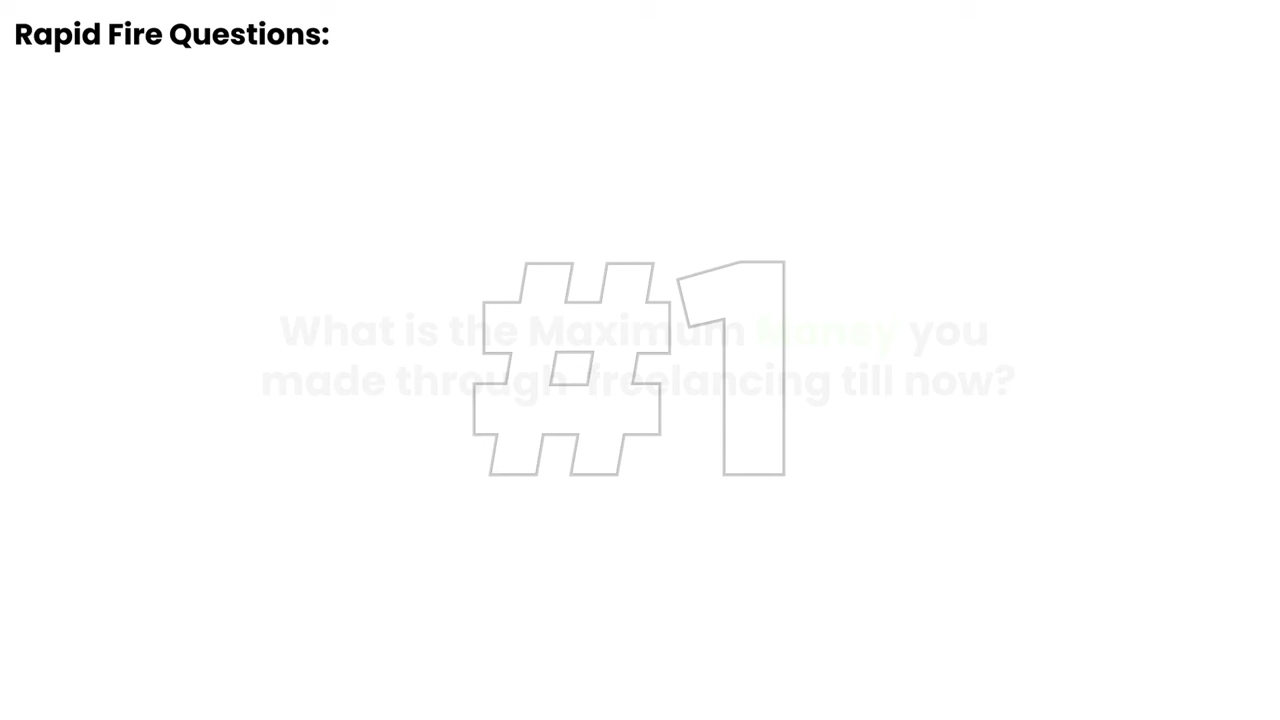 Rapid Fire Questions:
#1
What is the Maximum Money you
made through freelancing till now?